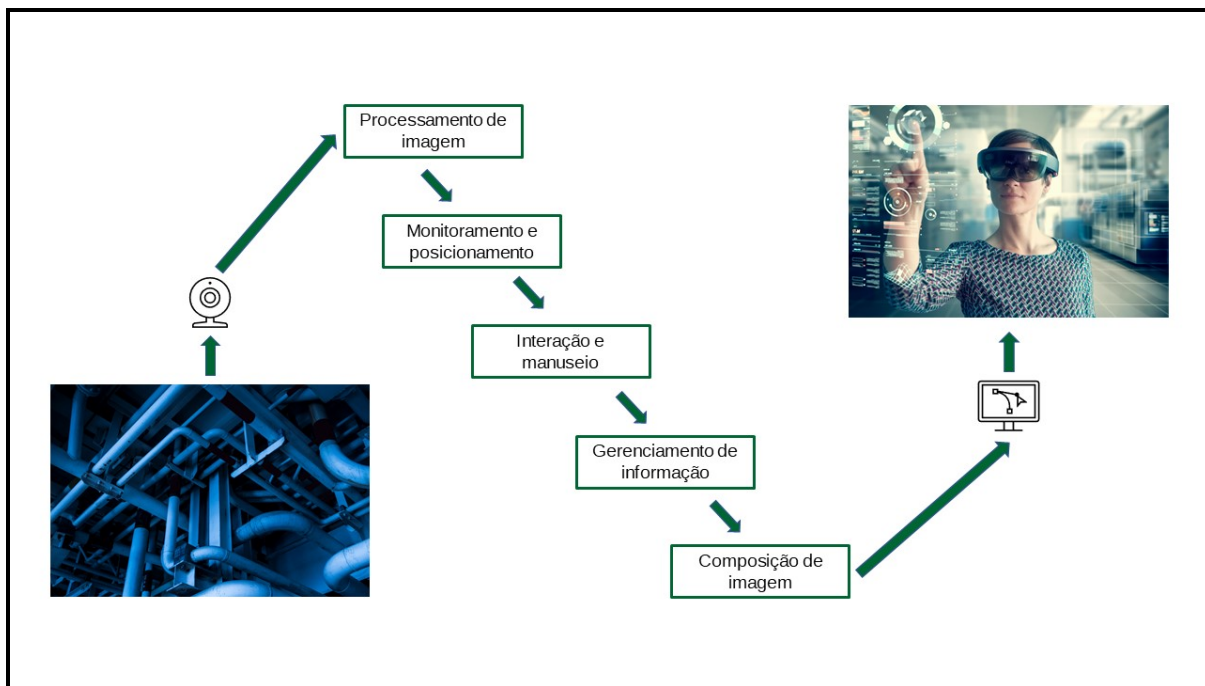 Processamento de
imagem
Monitoramento e
posicionamento
Interação e
manuseio
Gerenciamento de
informação
Composição de
imagem